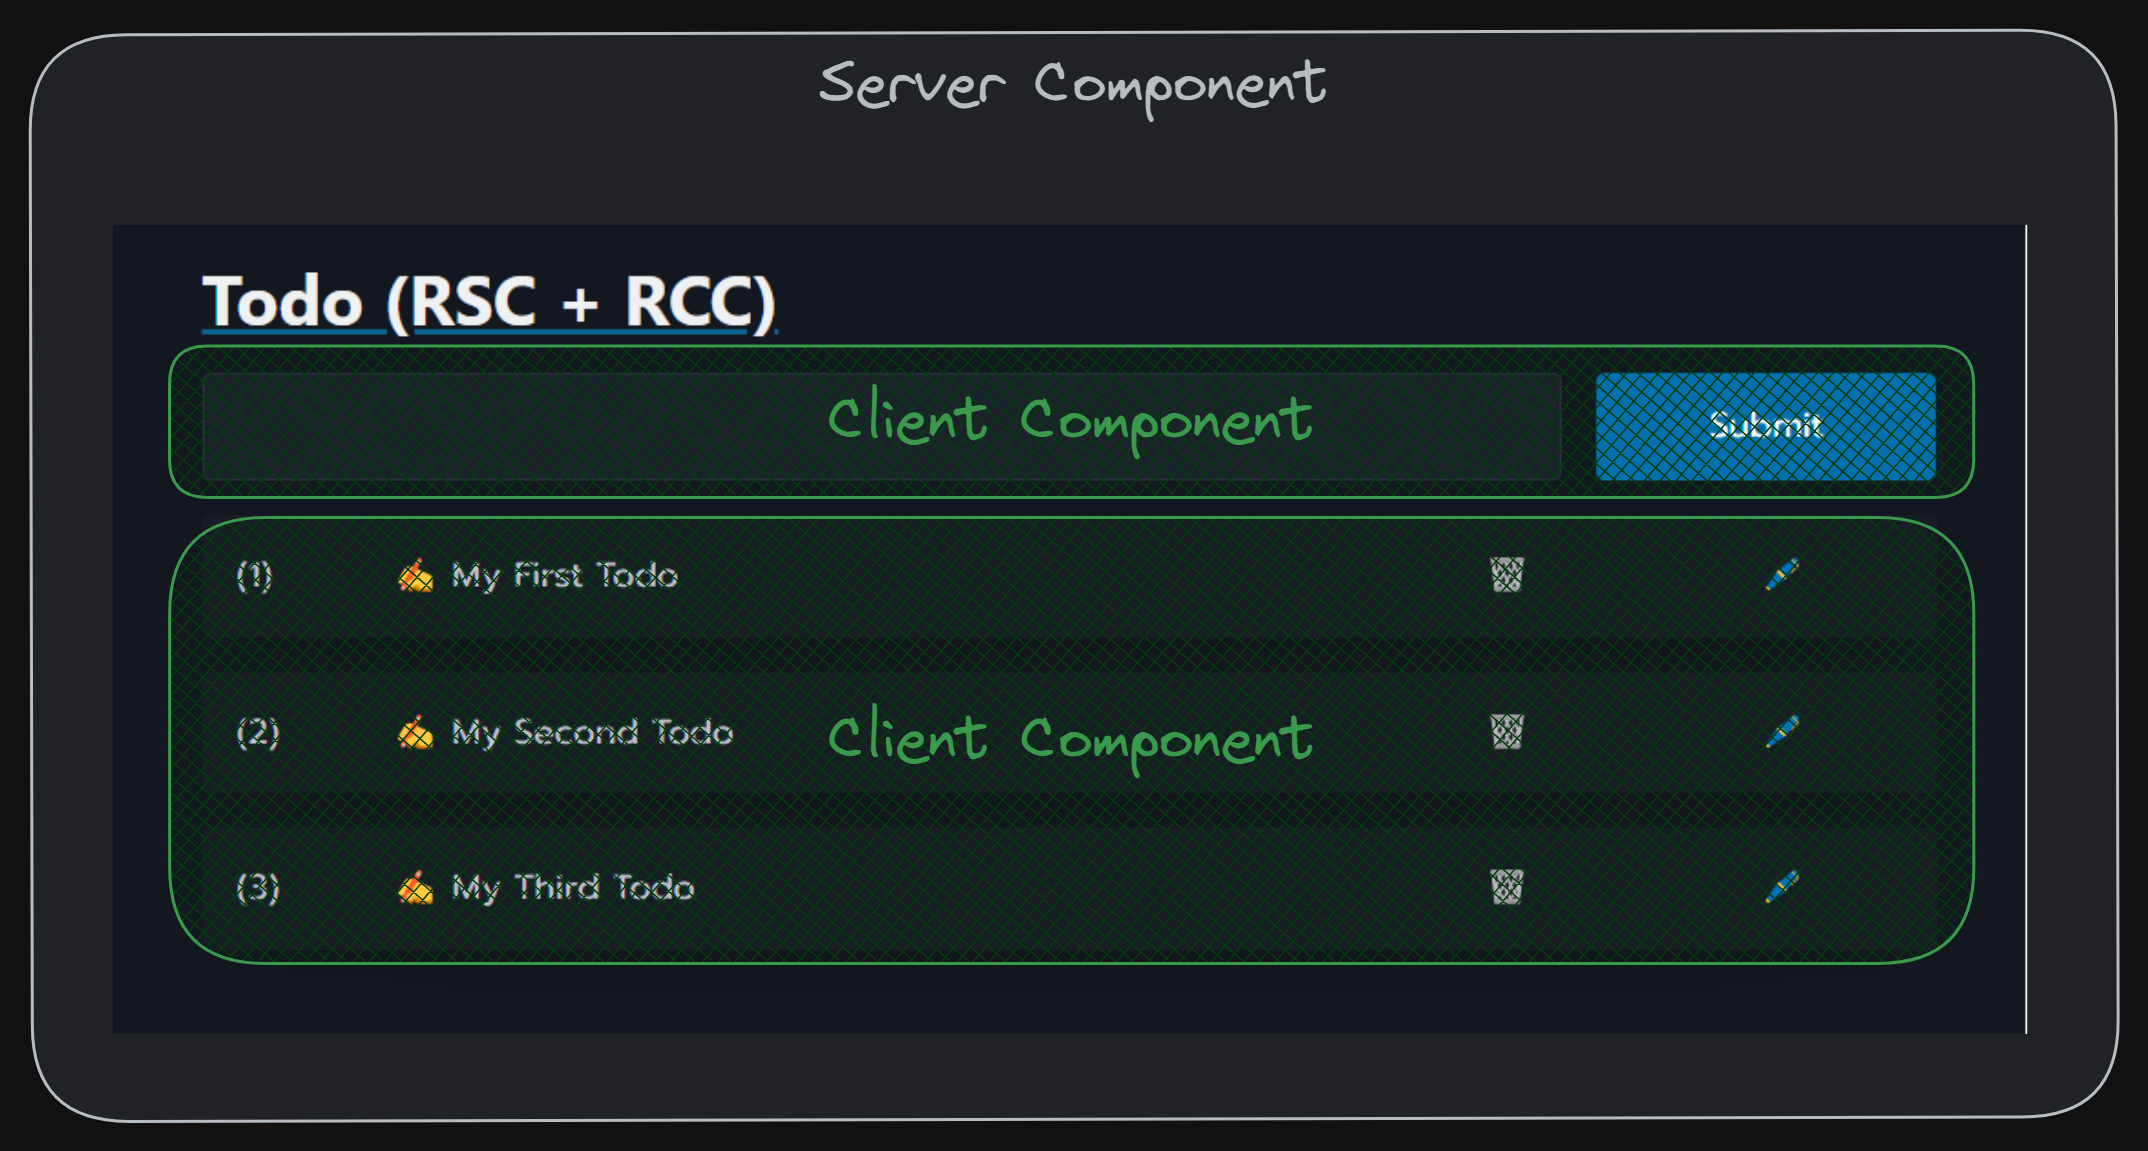 Server Component
Todo (RSC + RCC)
Client Component
Submit
(1) ✍️ My First Todo 🗑️ 🖊️
(2) ✍️ My Second Todo 🗑️ 🖊️
Client Component
(3) ✍️ My Third Todo 🗑️ 🖊️